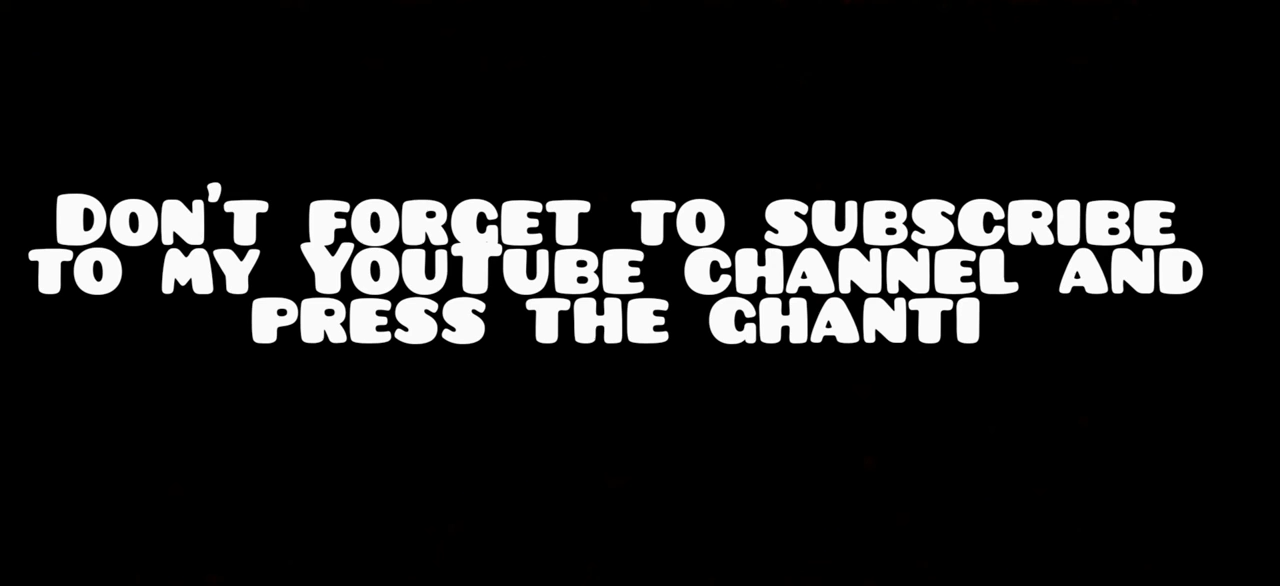 Don't forget to subscribe
to my YouTube channel and
press the ghanti